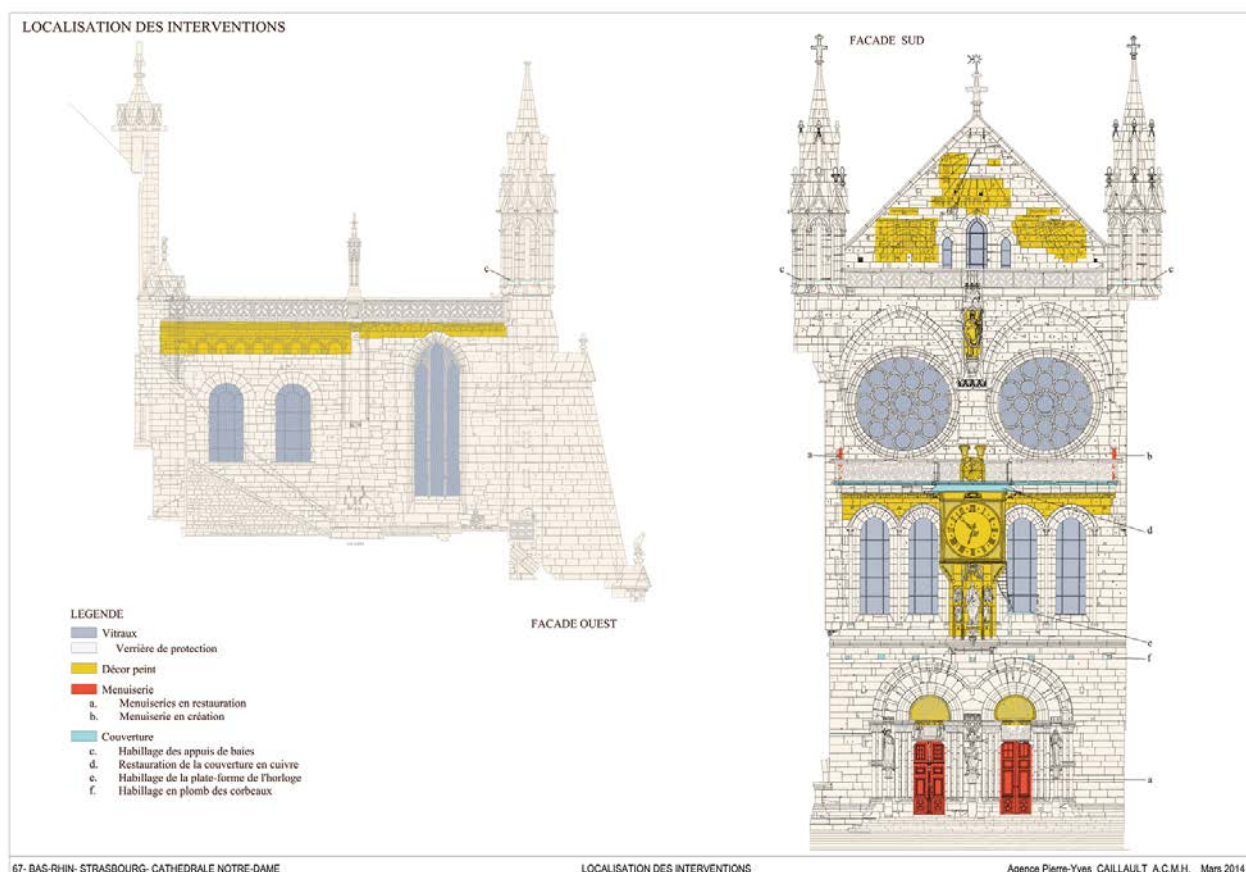 LOCALISATION DES INTERVENTIONS
FACADE SUD
c
c
c
a
b
d
e
f
a
FACADE OUEST
LEGENDE
Vitraux
Verrière de protection
Décor peint
Menuiserie
a. Menuiseries en restauration
b. Menuiserie en création
Couverture
c. Habillage des appuis de baies
d. Restauration de la couverture en cuivre
e. Habillage de la plate-forme de l'horloge
f. Habillage en plomb des corbeaux
67- BAS-RHIN- STRASBOURG- CATHEDRALE NOTRE-DAME
LOCALISATION DES INTERVENTIONS
Agence Pierre-Yves CAILLAULT A.C.M.H. Mars 2014